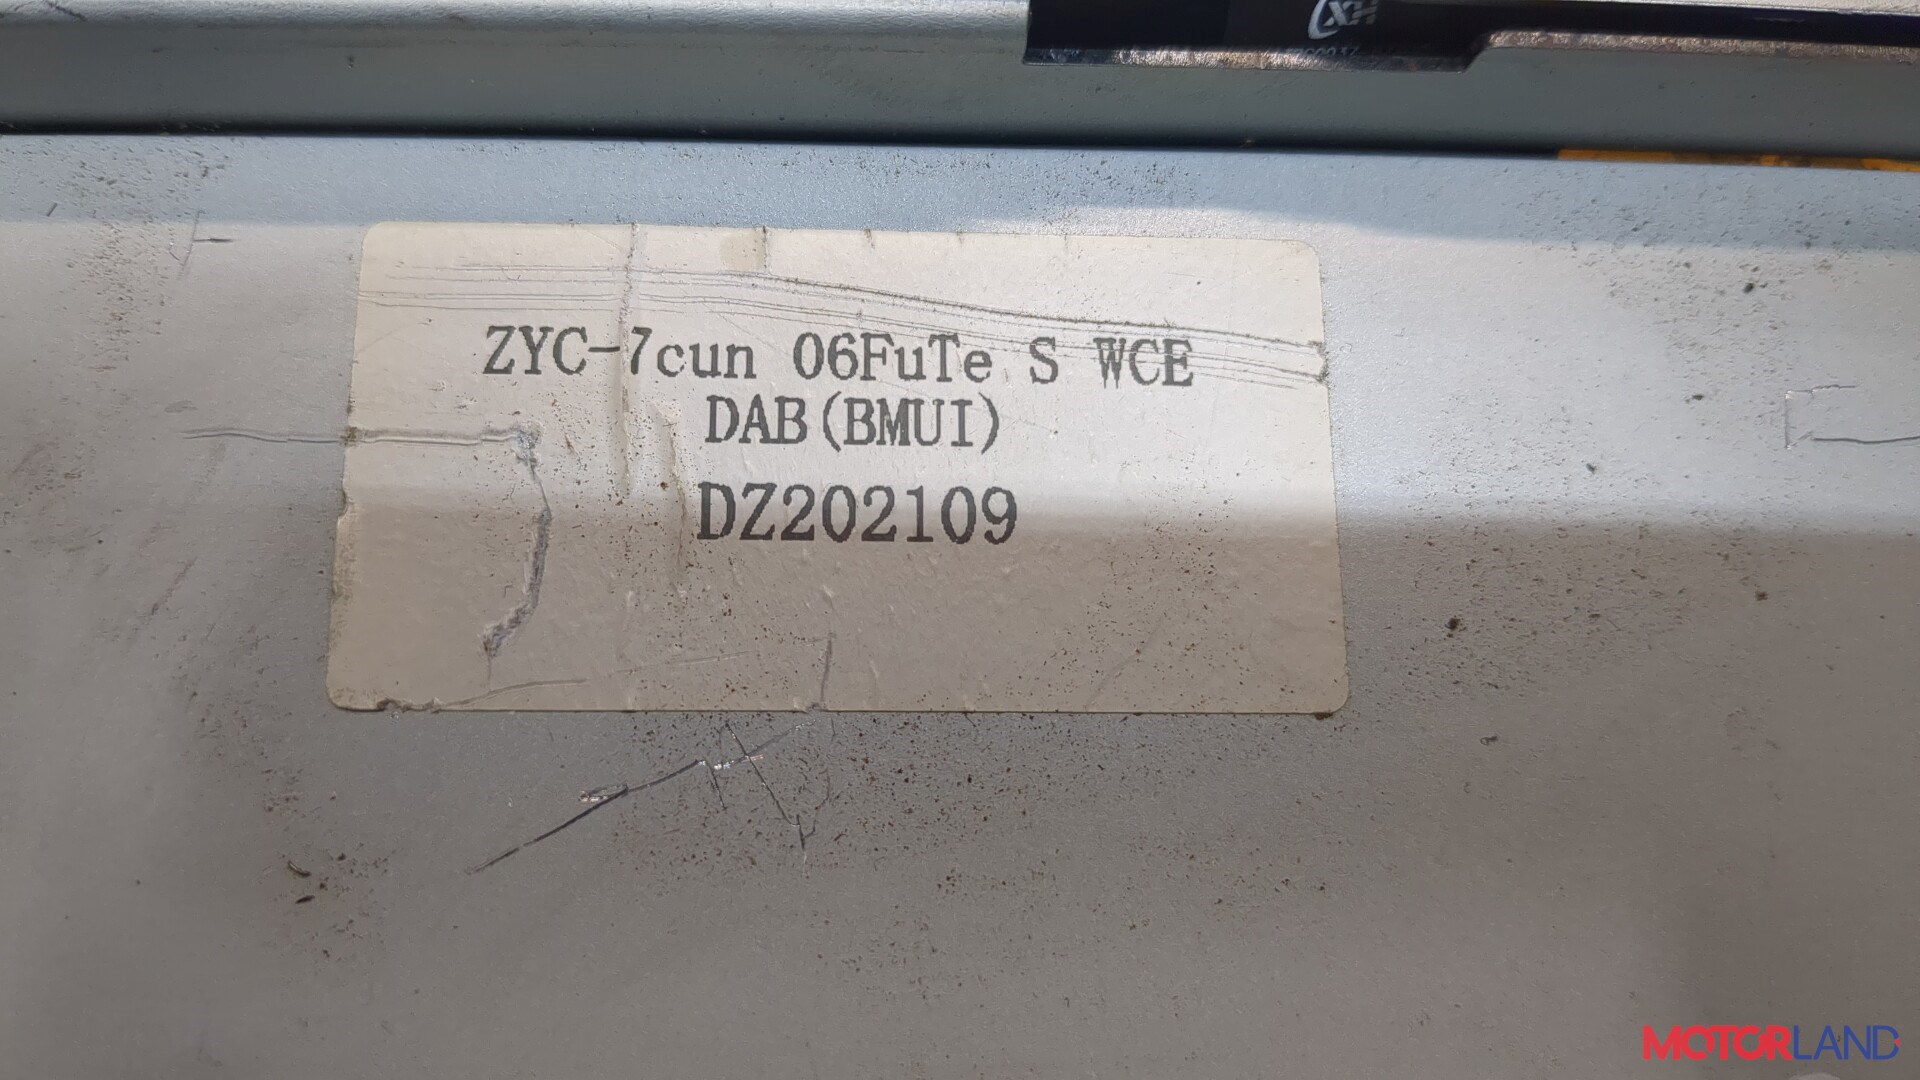 ZYC-7cun 06FuTe S WCE
DAB(BMUI)
DZ202109
MOTORLAND